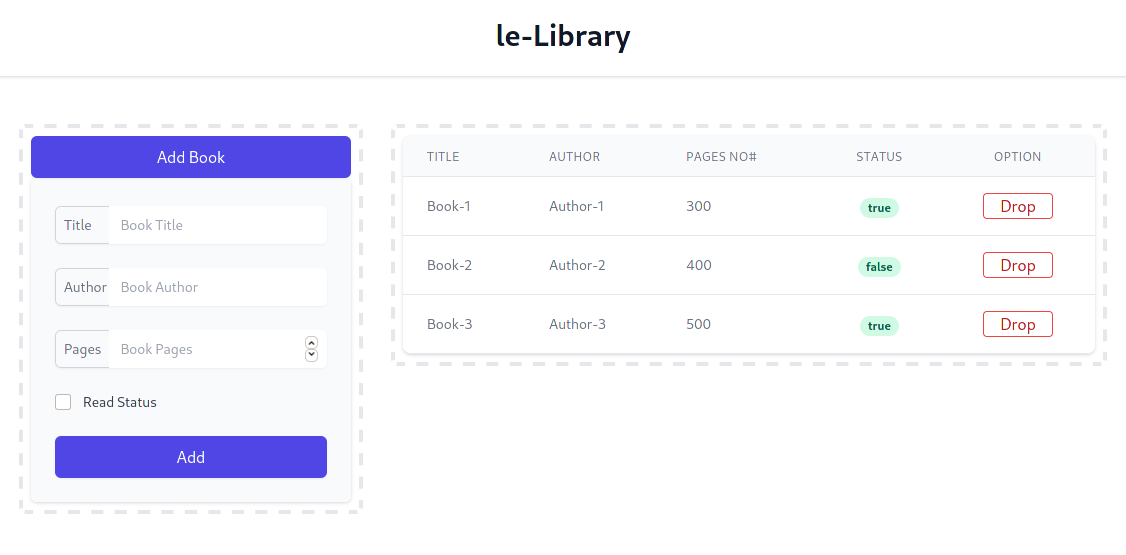 le-Library
Add Book
Title Book Title
Author Book Author
Pages Book Pages
Read Status
Add
TITLE AUTHOR PAGES NO# STATUS OPTION
Book-1 Author-1 300 true Drop
Book-2 Author-2 400 false Drop
Book-3 Author-3 500 true Drop